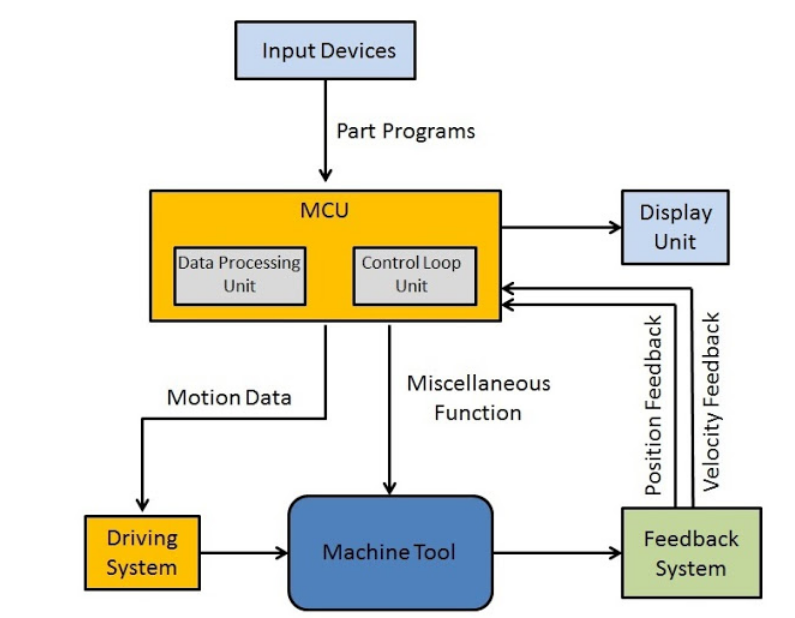 Input Devices
Part Programs
MCU
Data Processing
Unit
Control Loop
Unit
Display
Unit
Motion Data
Miscellaneous
Function
Position Feedback
Velocity Feedback
Driving
System
Machine Tool
Feedback
System